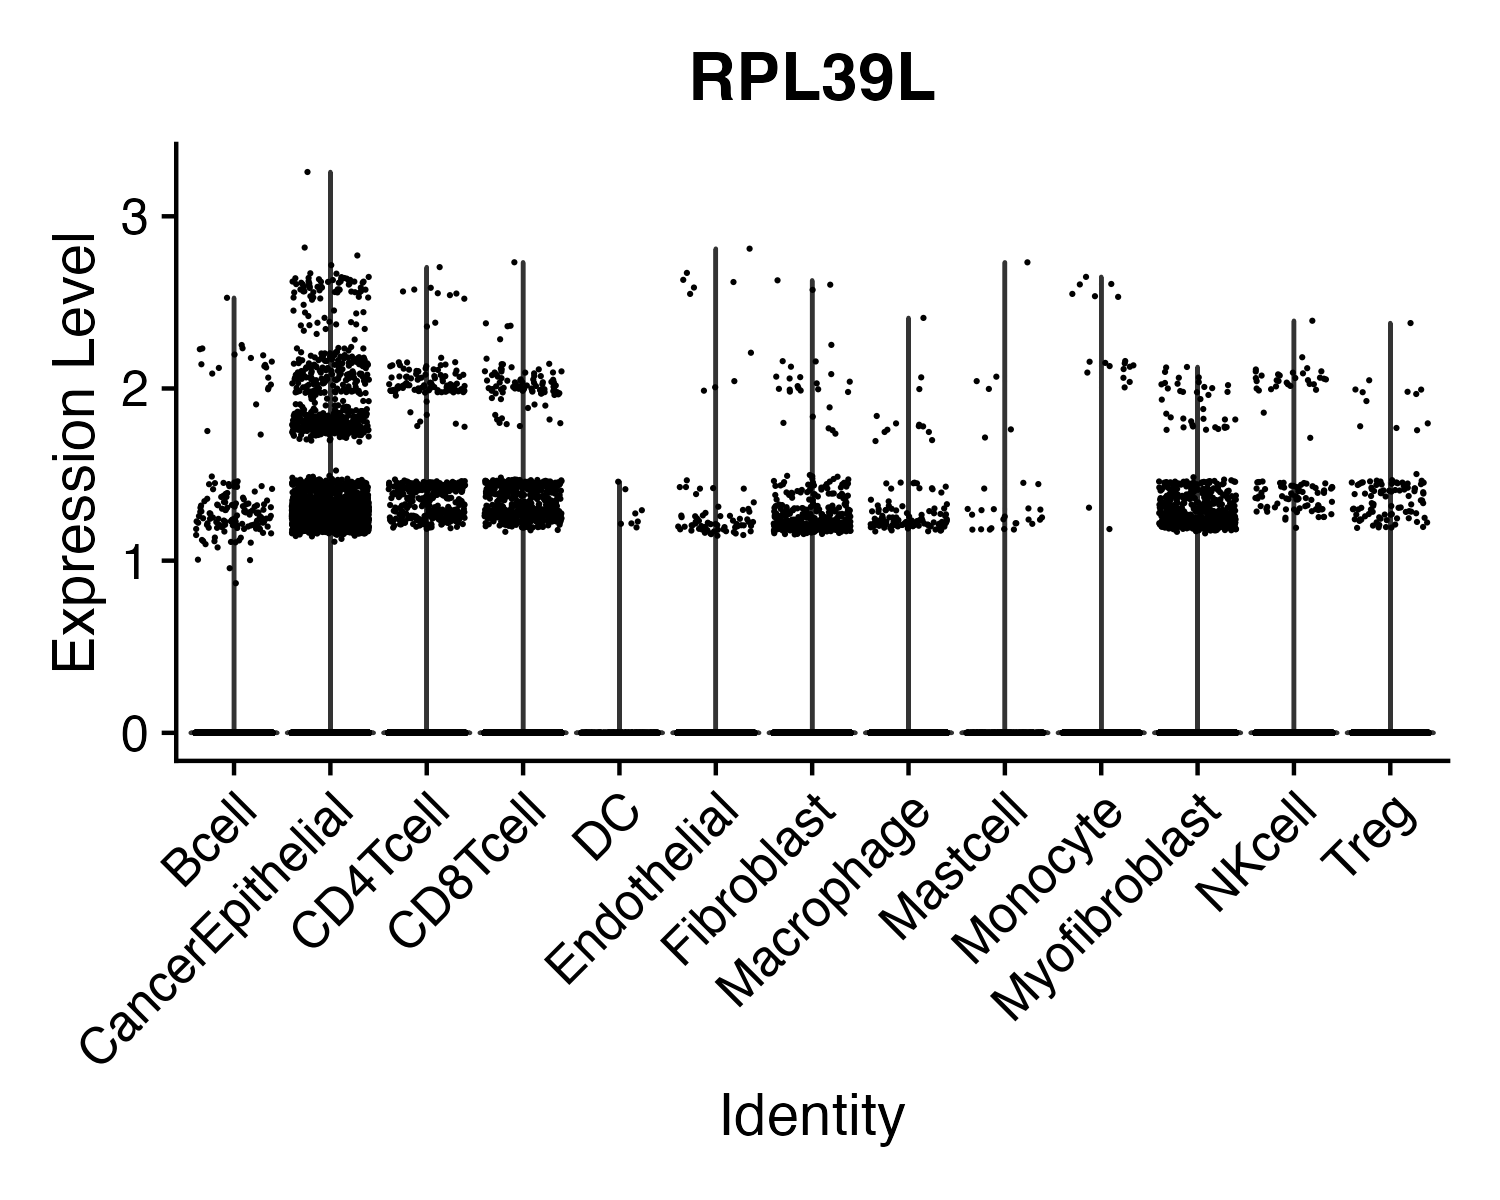 RPL39L
Expression Level
3
2
1
0
Bcell
CancerEpithelial
CD4Tcell
CD8Tcell
DC
Endothelial
Fibroblast
Macrophage
Mastcell
Monocyte
Myofibroblast
NKcell
Treg
Identity